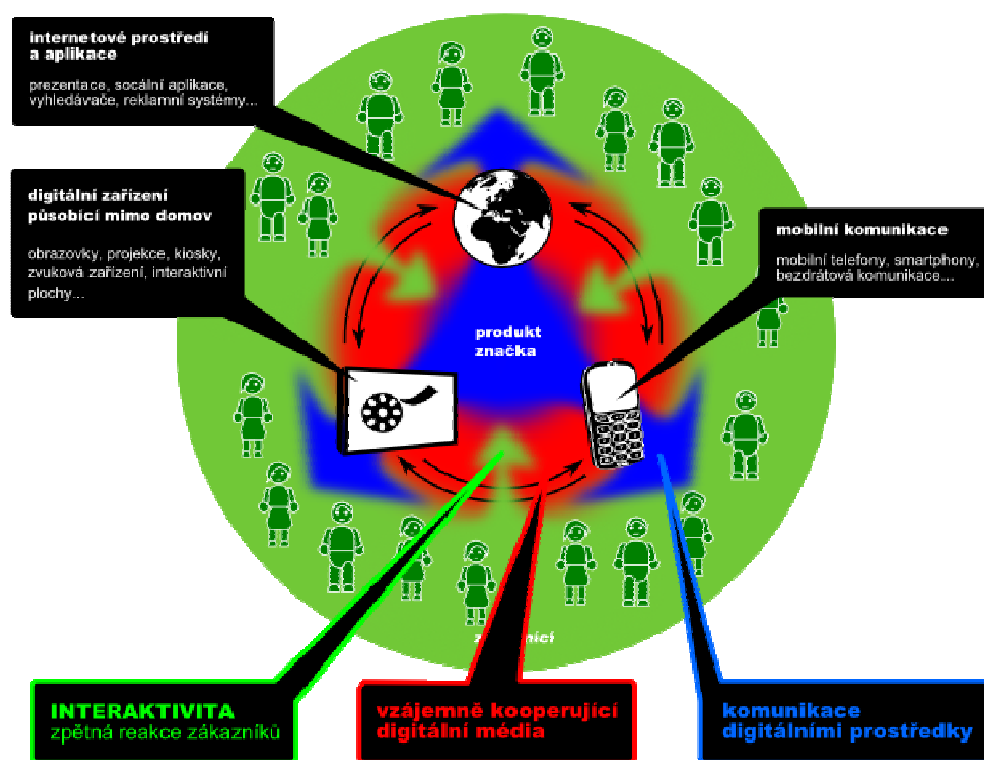 internetové prostředí
a aplikace
prezentace, socální aplikace,
vyhledávače, reklamní systémy...
digitální zařízení
působící mimo domov
obrazovky, projekce, kiosky,
zvuková zařízení, interaktivní
plochy...
mobilní komunikace
mobilní telefony, smartphony,
bezdrátová komunikace...
produkt
značka
INTERAKTIVITA
zpětná reakce zákazníků
vzájemně kooperující
digitální média
komunikace
digitálními prostředky